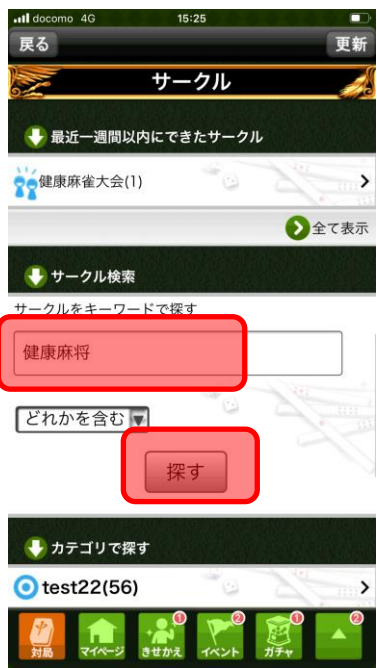 docomo 4G 15:25
戻る 更新
サークル
最近一週間以内にできたサークル
健康麻雀大会(1)
全て表示
サークル検索
サークルをキーワードで探す
健康麻将
どれかを含む▼
探す
カテゴリで探す
test22(56)
1 2 1 2
対局 マイページ きせかえ イベント ガチャ